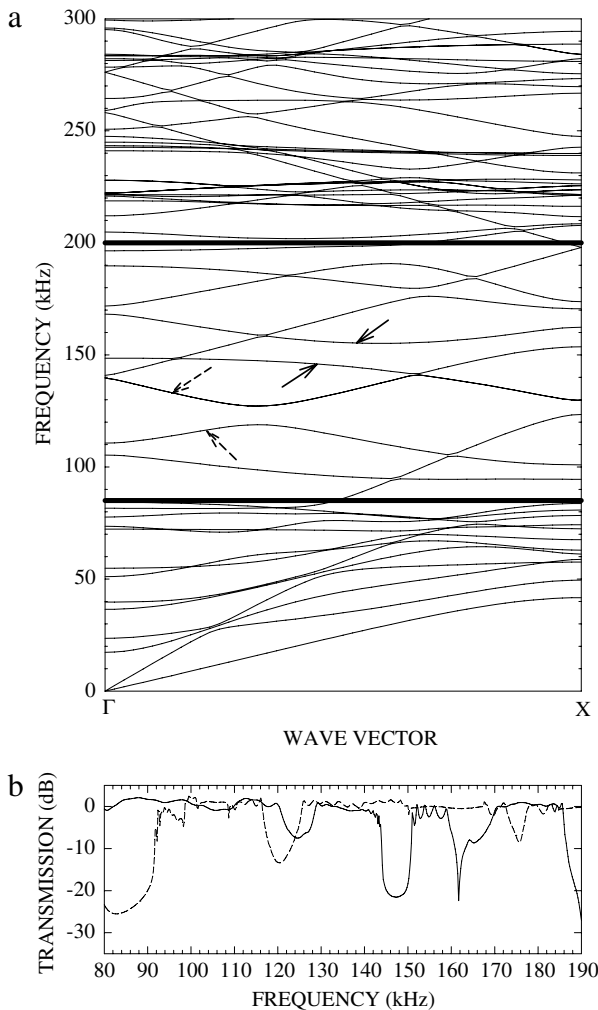 a
300
250
200
150
100
50
0
FREQUENCY (kHz)
Γ X
WAVE VECTOR
b
0
-10
-20
-30
TRANSMISSION (dB)
80 90 100 110 120 130 140 150 160 170 180 190
FREQUENCY (kHz)